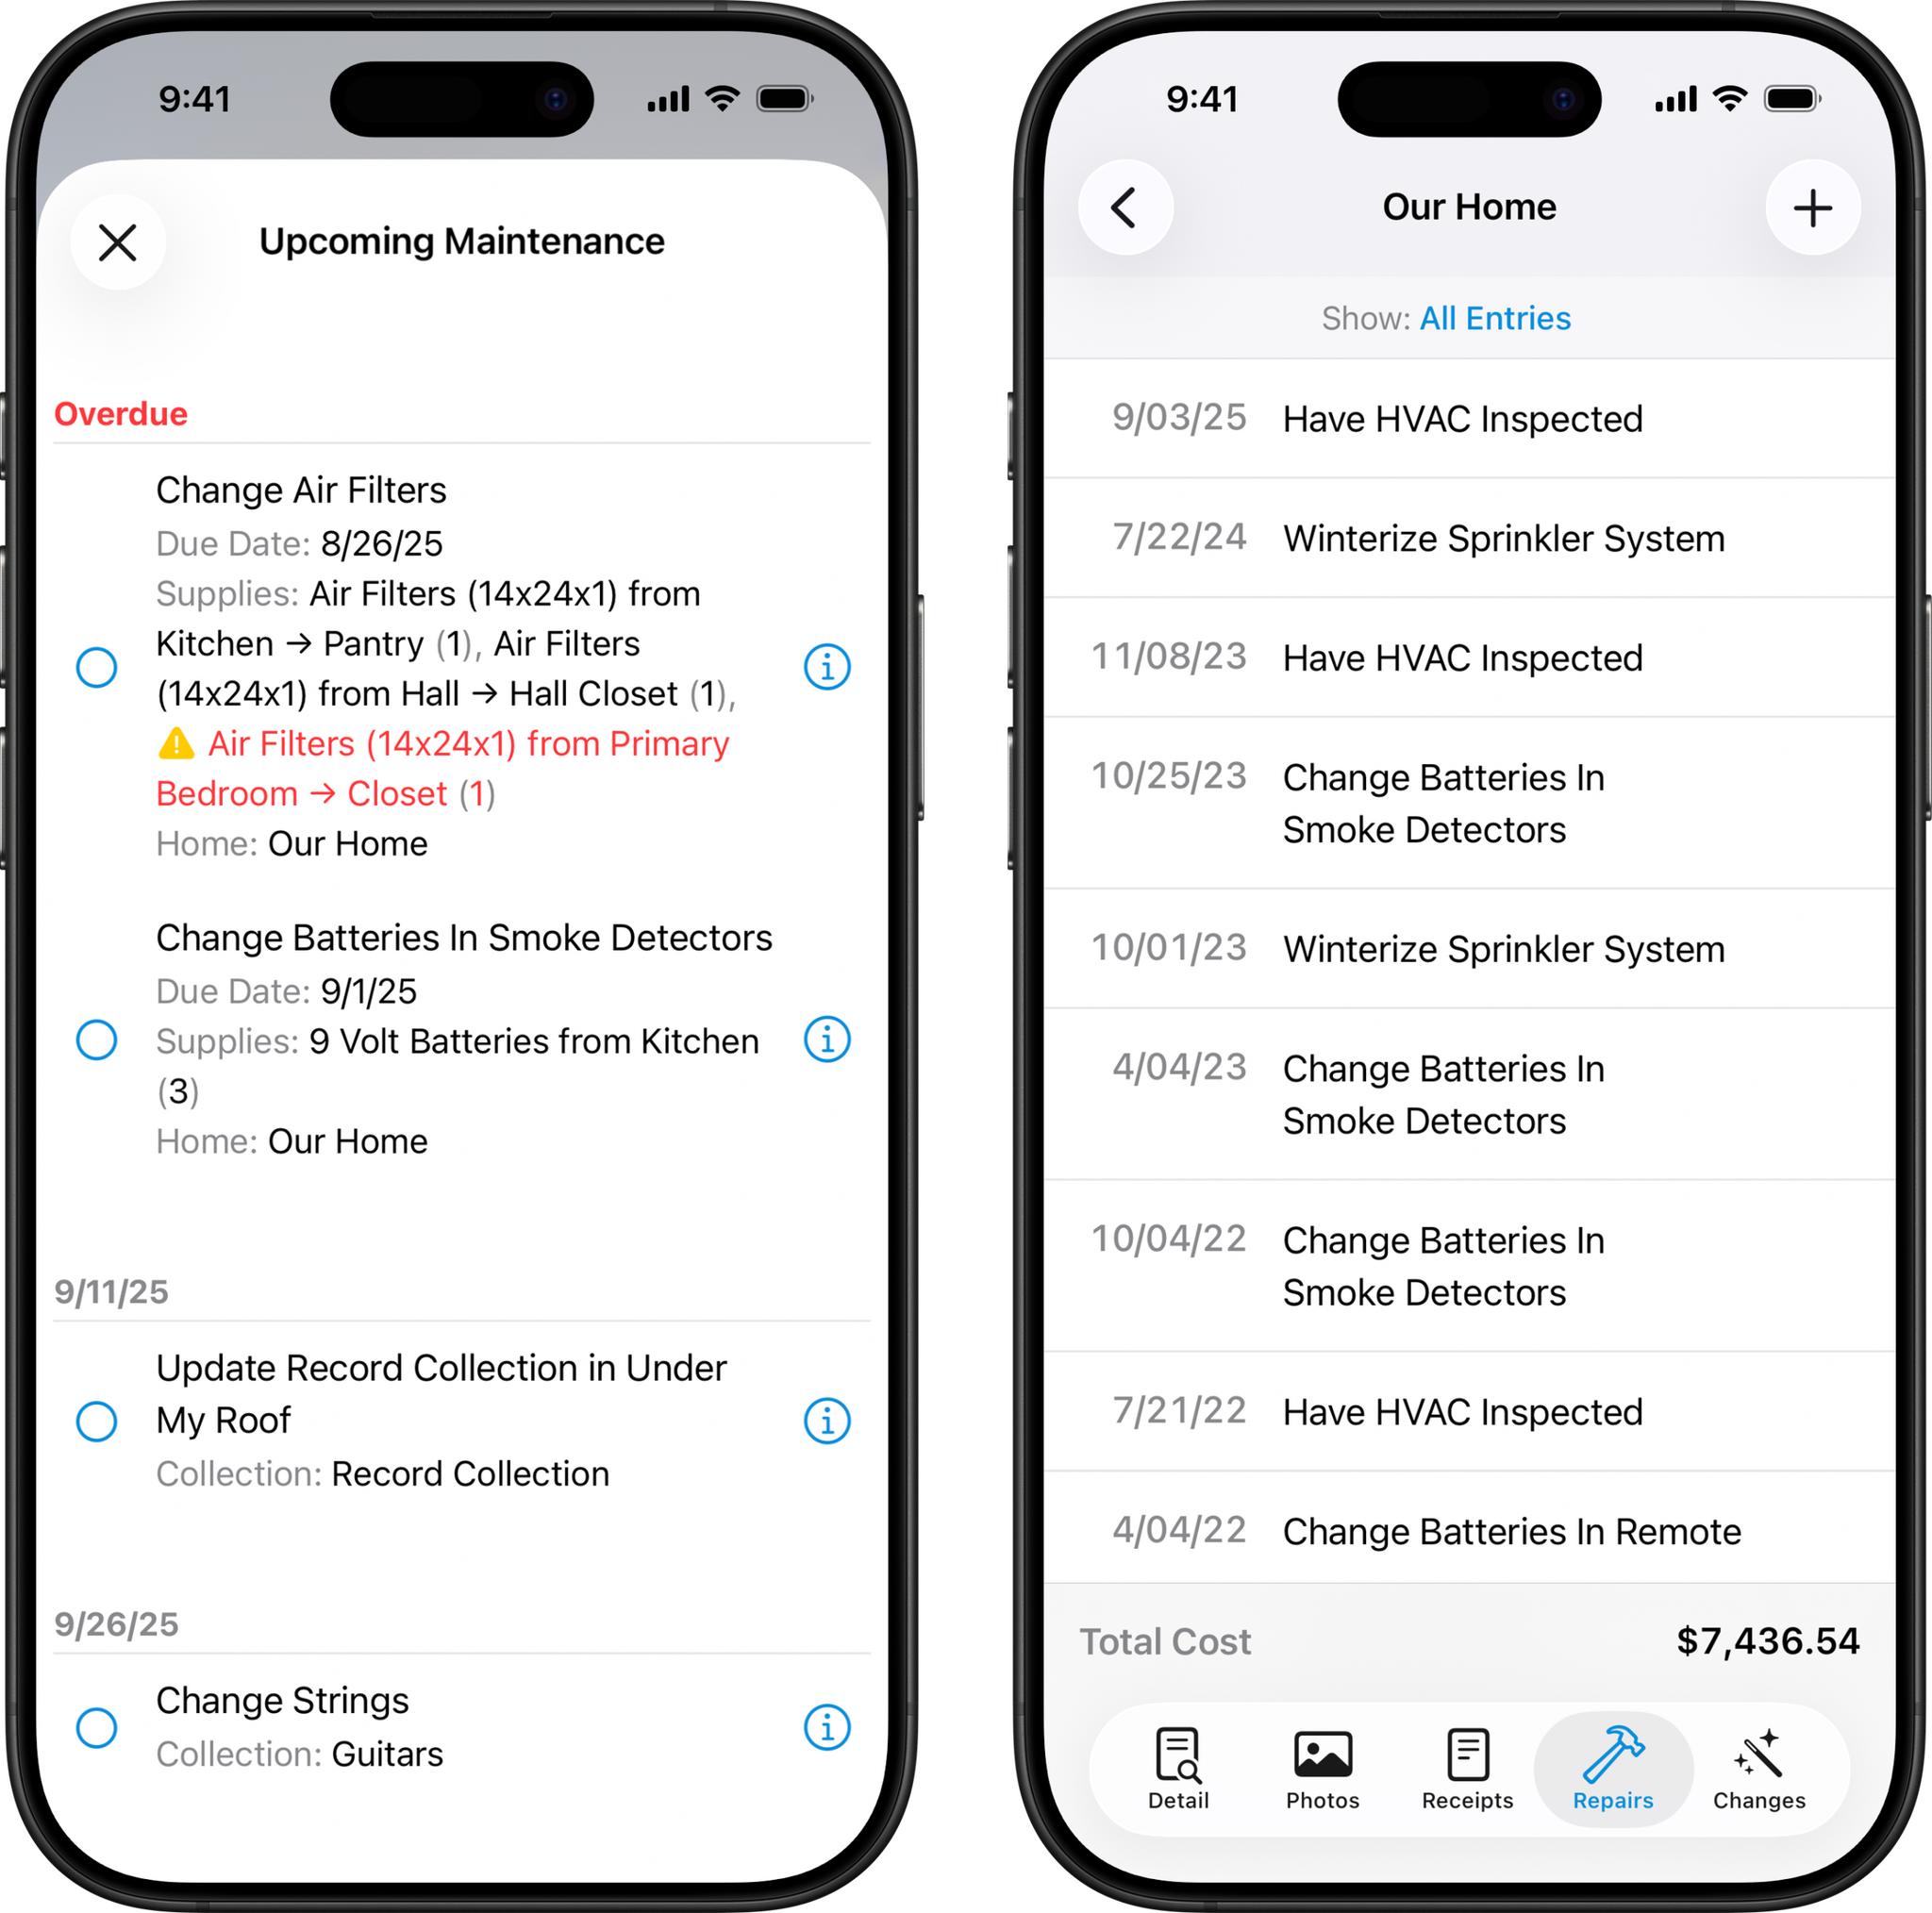 9:41
Upcoming Maintenance
Overdue
Change Air Filters
Due Date: 8/26/25
Supplies: Air Filters (14x24x1) from
Kitchen → Pantry (1), Air Filters
(14x24x1) from Hall → Hall Closet (1),
⚠️ Air Filters (14x24x1) from Primary
Bedroom → Closet (1)
Home: Our Home
Change Batteries In Smoke Detectors
Due Date: 9/1/25
Supplies: 9 Volt Batteries from Kitchen
(3)
Home: Our Home
9/11/25
Update Record Collection in Under
My Roof
Collection: Record Collection
9/26/25
Change Strings
Collection: Guitars
9:41
Our Home
Show: All Entries
9/03/25 Have HVAC Inspected
7/22/24 Winterize Sprinkler System
11/08/23 Have HVAC Inspected
10/25/23 Change Batteries In
Smoke Detectors
10/01/23 Winterize Sprinkler System
4/04/23 Change Batteries In
Smoke Detectors
10/04/22 Change Batteries In
Smoke Detectors
7/21/22 Have HVAC Inspected
4/04/22 Change Batteries In Remote
Total Cost $7,436.54
Detail Photos Receipts Repairs Changes